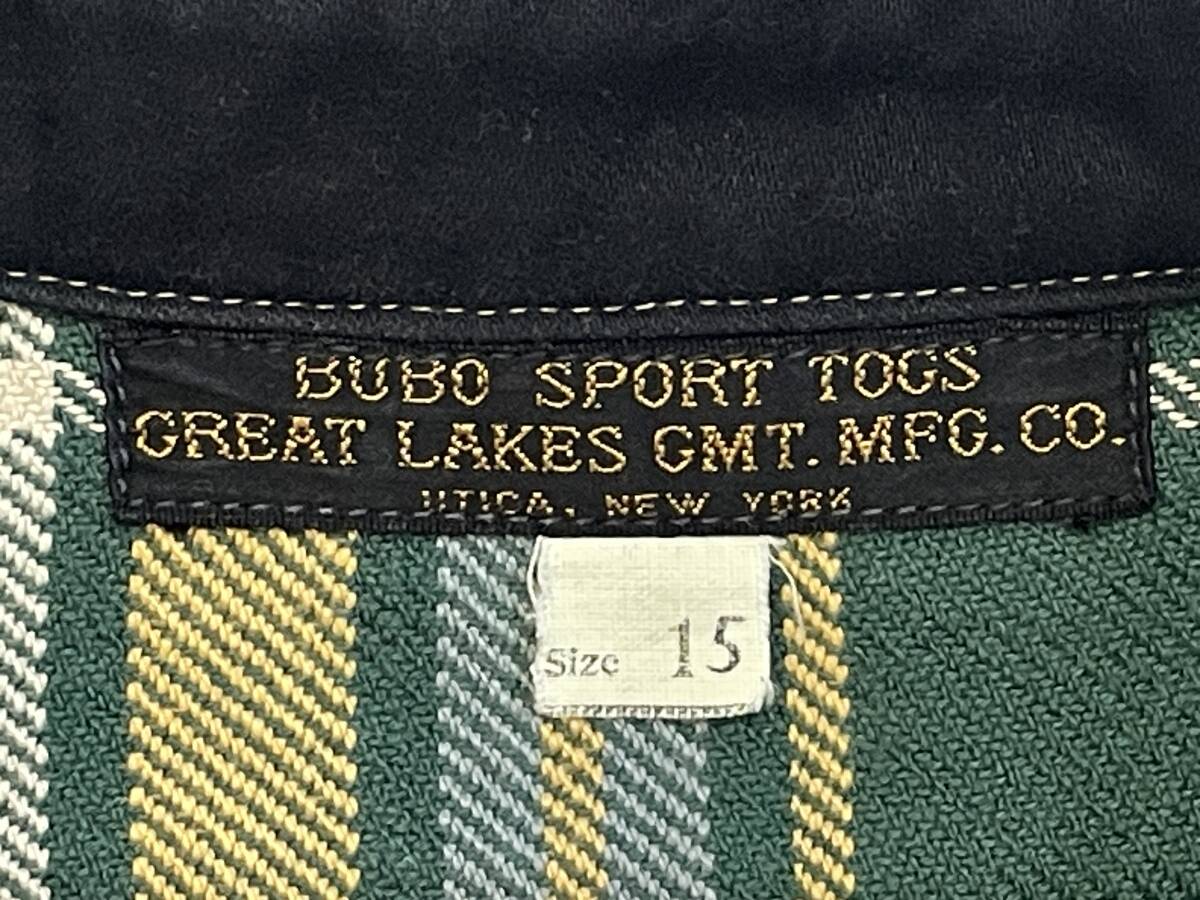 BUBO SPORT TOGS
GREAT LAKES GMT. MFG. CO.
UTICA, NEW YORK
Size 15